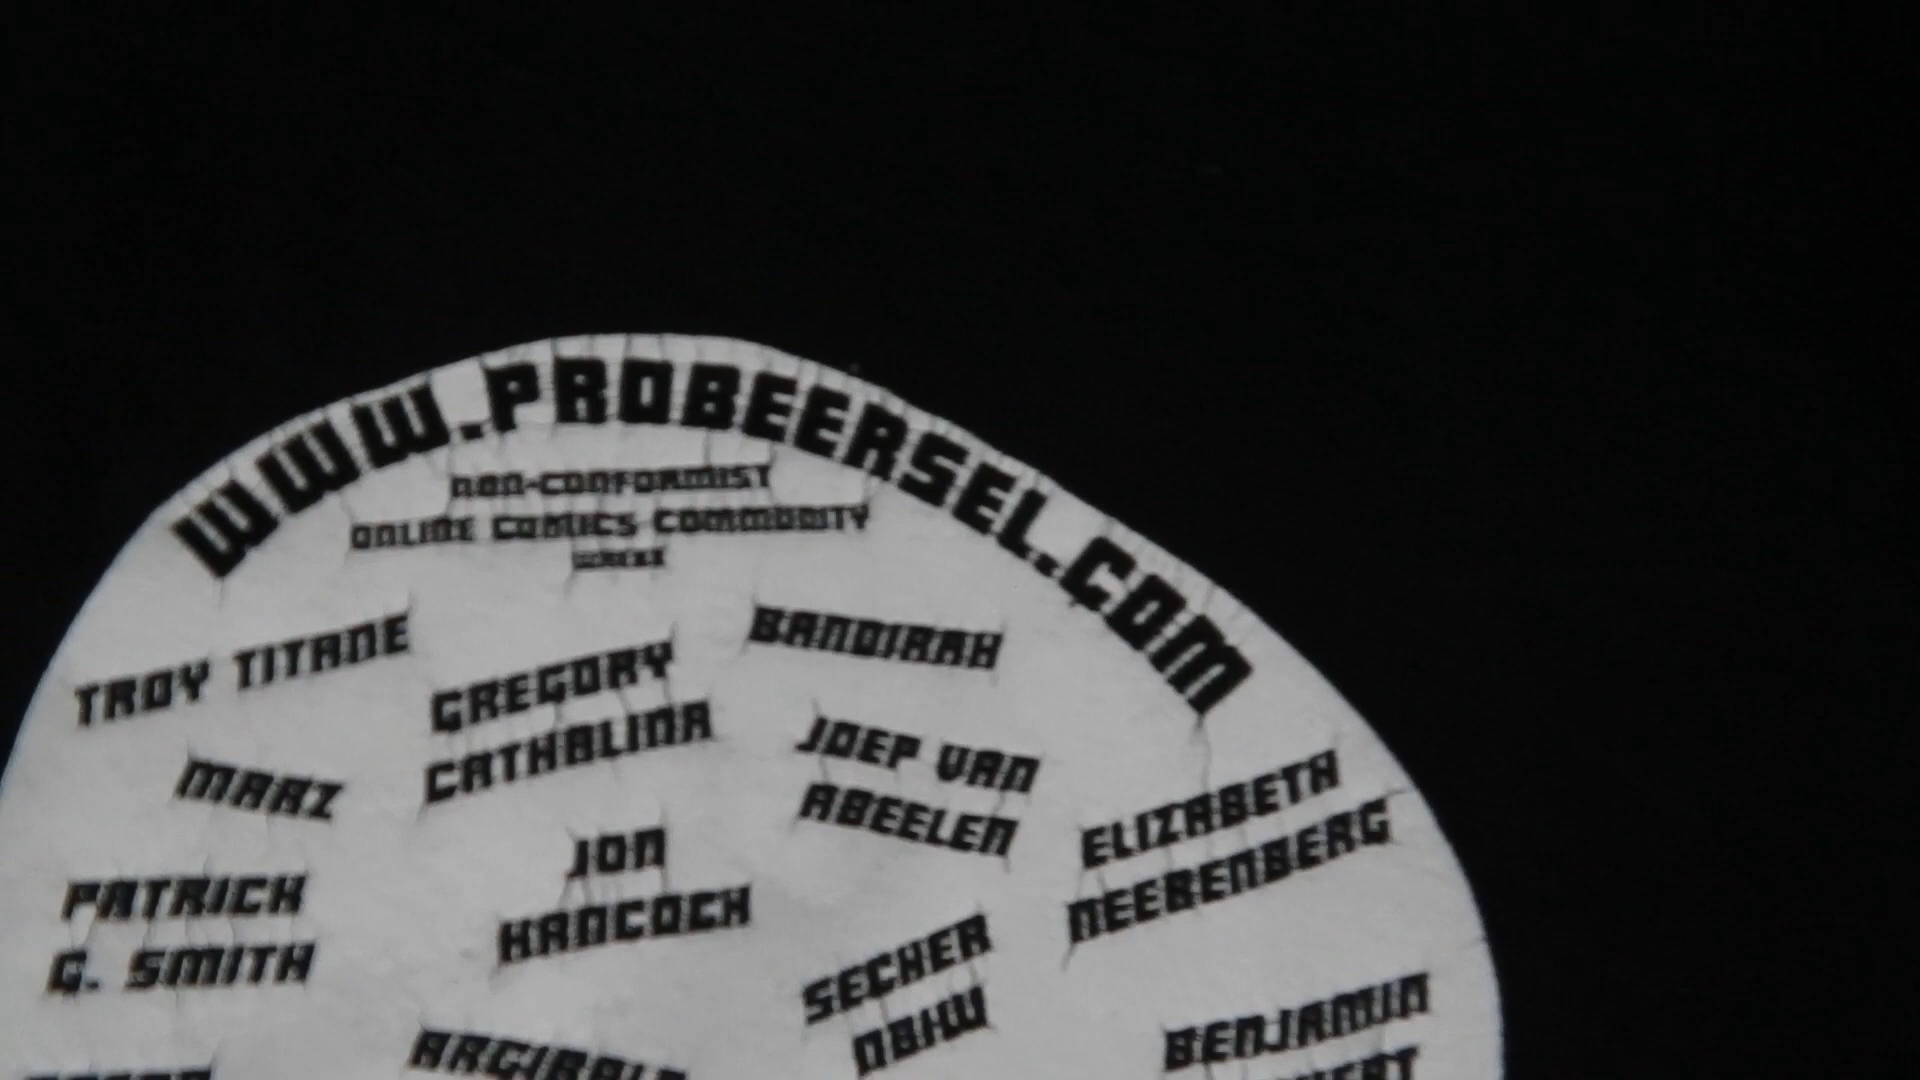 WWW.PROBEERSEL.COM
NON-CONFORMIST
ONLINE COMICS COMMUNITY
TROY TITANE
GREGORY
CATHALINA
BANDIRAH
MAAZ
JOEP VAN
ABEELEN
ELIZABETH
NEERENBERG
JON
HANCOCK
PATRICK
G. SMITH
SECHER
NBIW
BENJAMIN